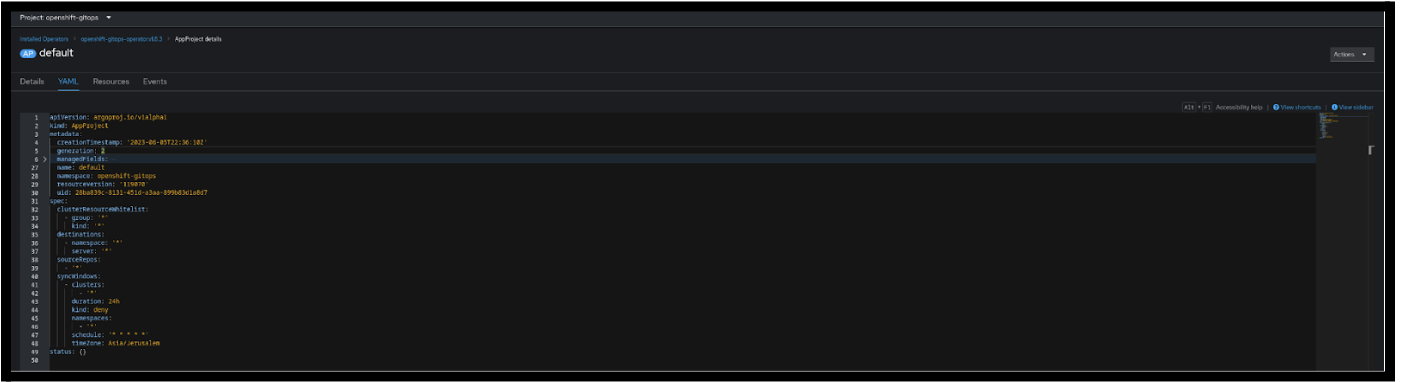 Project: openshift-gitops
Installed Operators > openshift-gitops-operator.v1.8.3 > AppProject details
AP default
Actions
Details YAML Resources Events
Alt + F1 Accessibility help | View shortcuts | View sidebar
1 apiVersion: argoproj.io/v1alpha1
2 kind: AppProject
3 metadata:
4 creationTimestamp: '2023-06-05T22:36:10Z'
5 generation: 2
6 managedFields:
27 name: default
28 namespace: openshift-gitops
29 resourceVersion: '119070'
30 uid: 28ba839c-8131-451d-a3aa-899b83d1a8d7
31 spec:
32 clusterResourceWhitelist:
33 - group: '*'
34 kind: '*'
35 destinations:
36 - namespace: '*'
37 server: '*'
38 sourceRepos:
39 - '*'
40 syncWindows:
41 - clusters:
42 - '*'
43 duration: 24h
44 kind: deny
45 namespaces:
46 - '*'
47 schedule: '* * * * *'
48 timeZone: Asia/Jerusalem
49 status: {}
50